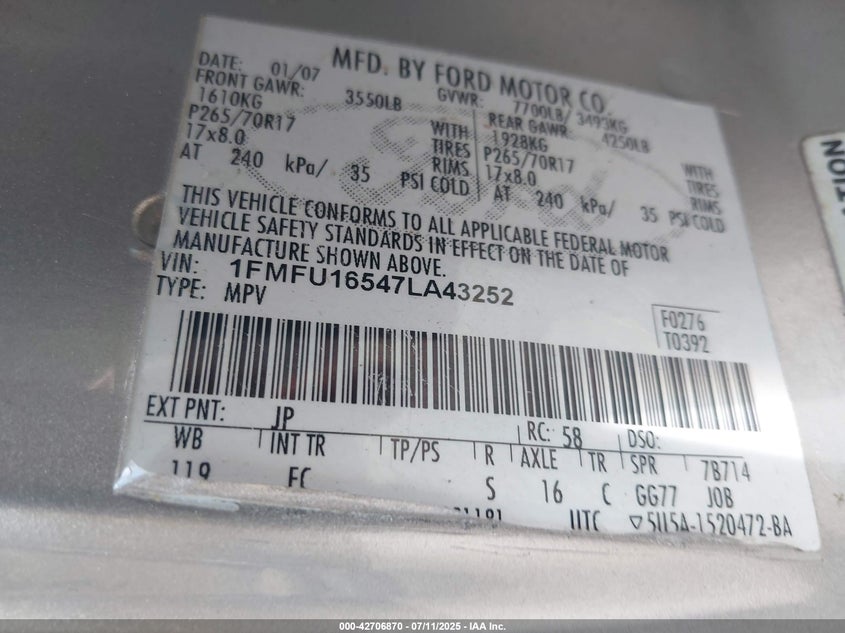 MFD. BY FORD MOTOR CO.
DATE: 01/07 GVWR: 7700LB/ 3493KG
FRONT GAWR: 3550LB REAR GAWR: 4250LB
1610KG WITH 1928KG WITH
P265/70R17 TIRES P265/70R17 TIRES
17x8.0 RIMS 17x8.0 RIMS
AT 240 kPa/ 35 PSI COLD AT 240 kPa/ 35 PSI COLD
THIS VEHICLE CONFORMS TO ALL APPLICABLE FEDERAL MOTOR
VEHICLE SAFETY STANDARDS IN EFFECT ON THE DATE OF
MANUFACTURE SHOWN ABOVE.
VIN: 1FMFU16547LA43252
TYPE: MPV
F0276
T0392
EXT PNT: JP RC: 58 DSO:
WB INT TR TP/PS R AXLE TR SPR 7B714
119 FC S 16 C GG77 JOB
UTC ▽5U5A-1520472-BA
000-42706870 - 07/11/2025 - IAA Inc.